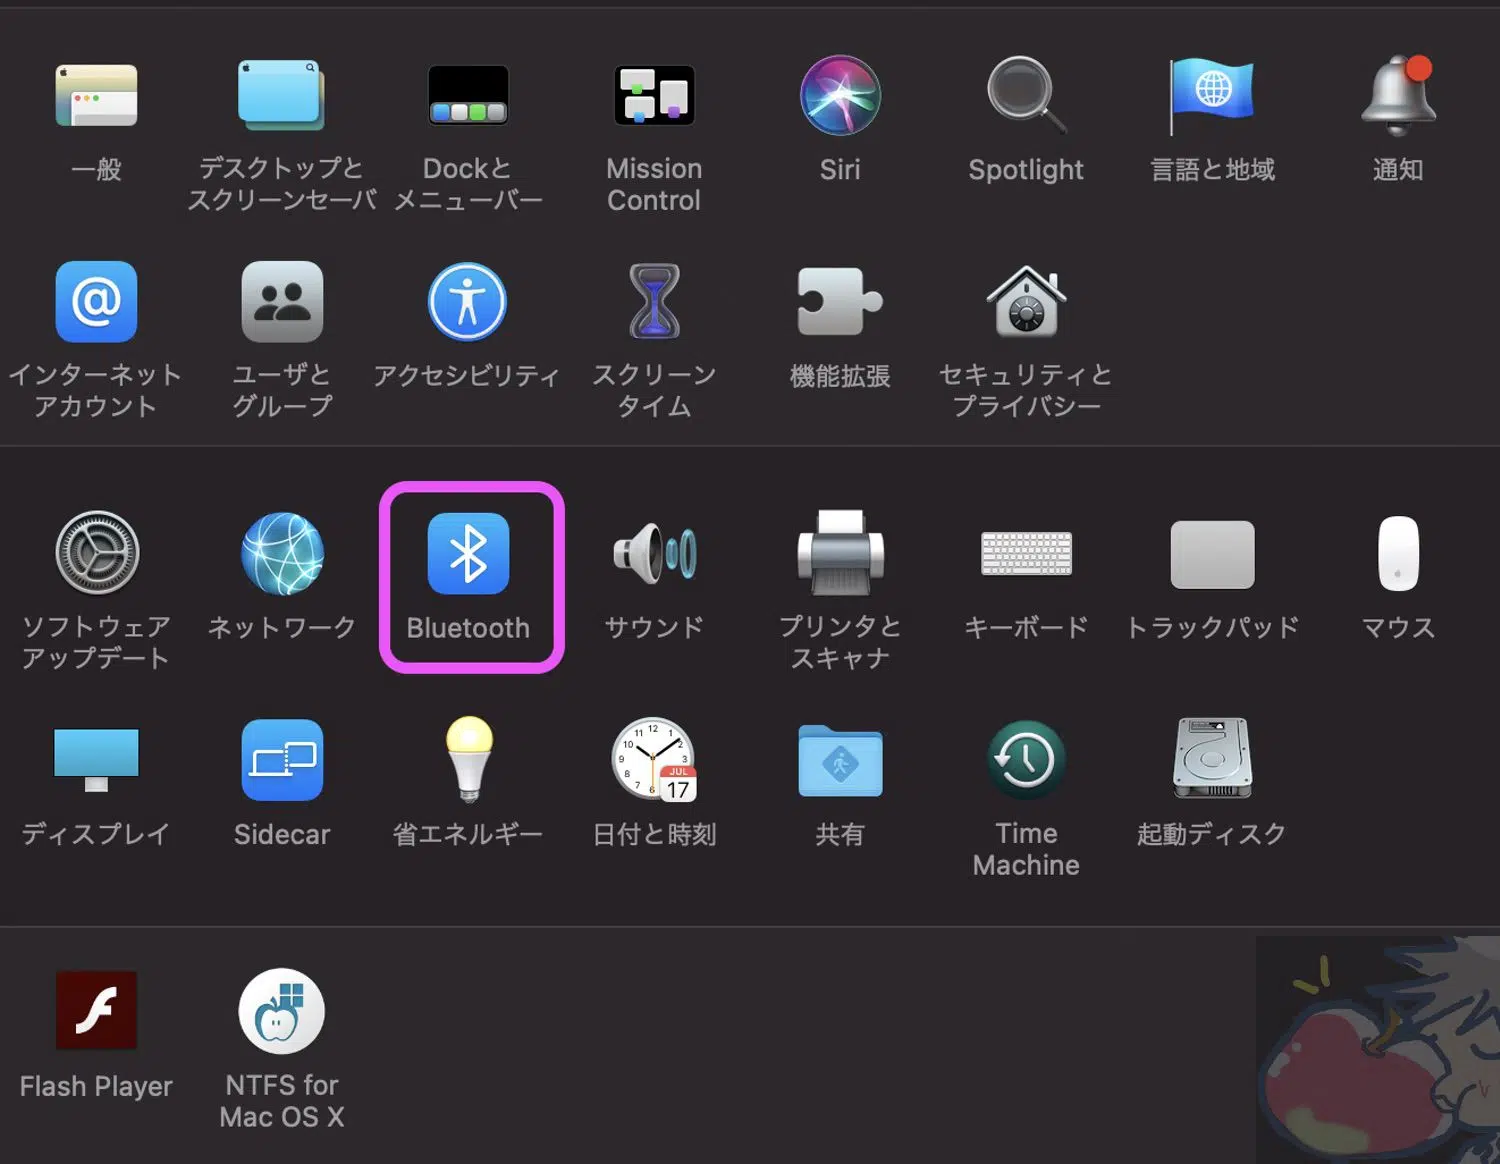 一般
デスクトップと
スクリーンセーバ
Dockと
メニューバー
Mission
Control
Siri
Spotlight
言語と地域
通知
インターネット
アカウント
ユーザと
グループ
アクセシビリティ
スクリーン
タイム
機能拡張
セキュリティと
プライバシー
ソフトウェア
アップデート
ネットワーク
Bluetooth
サウンド
プリンタと
スキャナ
キーボード
トラックパッド
マウス
ディスプレイ
Sidecar
省エネルギー
JUL
17
日付と時刻
共有
Time
Machine
起動ディスク
Flash Player
NTFS for
Mac OS X